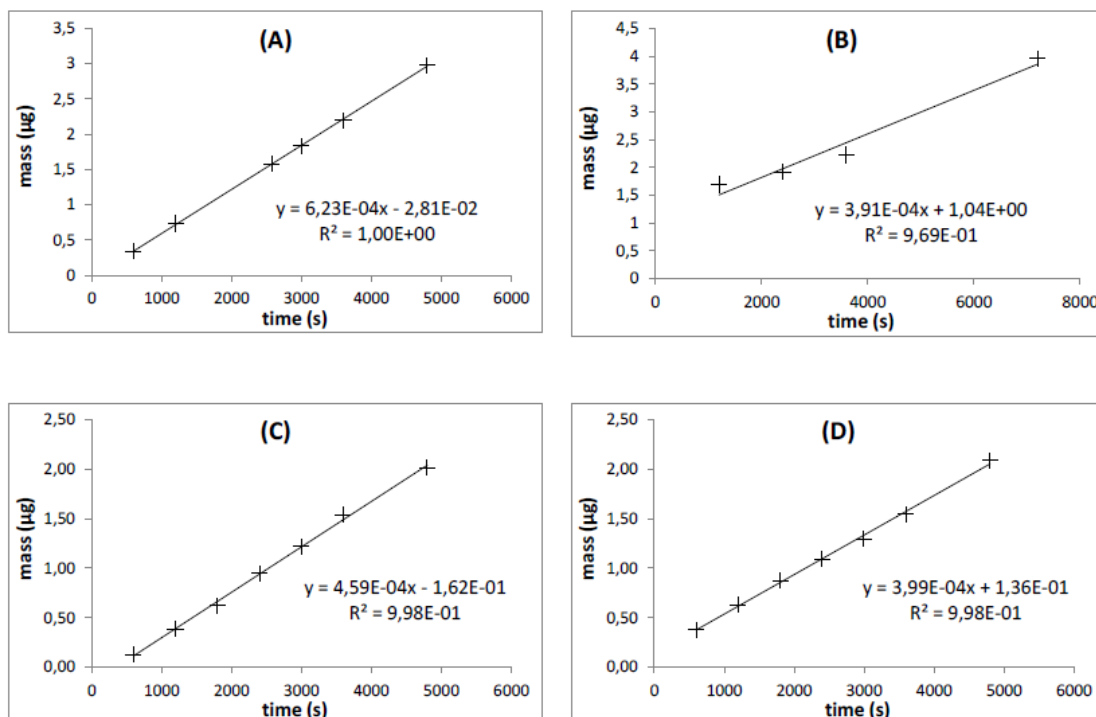 (A)
mass (µg)
3,5
3
2,5
2
1,5
1
0,5
0
y = 6,23E-04x - 2,81E-02
R² = 1,00E+00
0 1000 2000 3000 4000 5000 6000
time (s)
(B)
mass (µg)
4,5
4
3,5
3
2,5
2
1,5
1
0,5
0
y = 3,91E-04x + 1,04E+00
R² = 9,69E-01
0 2000 4000 6000 8000
time (s)
(C)
mass (µg)
2,50
2,00
1,50
1,00
0,50
0,00
y = 4,59E-04x - 1,62E-01
R² = 9,98E-01
0 1000 2000 3000 4000 5000 6000
time (s)
(D)
mass (µg)
2,50
2,00
1,50
1,00
0,50
0,00
y = 3,99E-04x + 1,36E-01
R² = 9,98E-01
0 1000 2000 3000 4000 5000 6000
time (s)